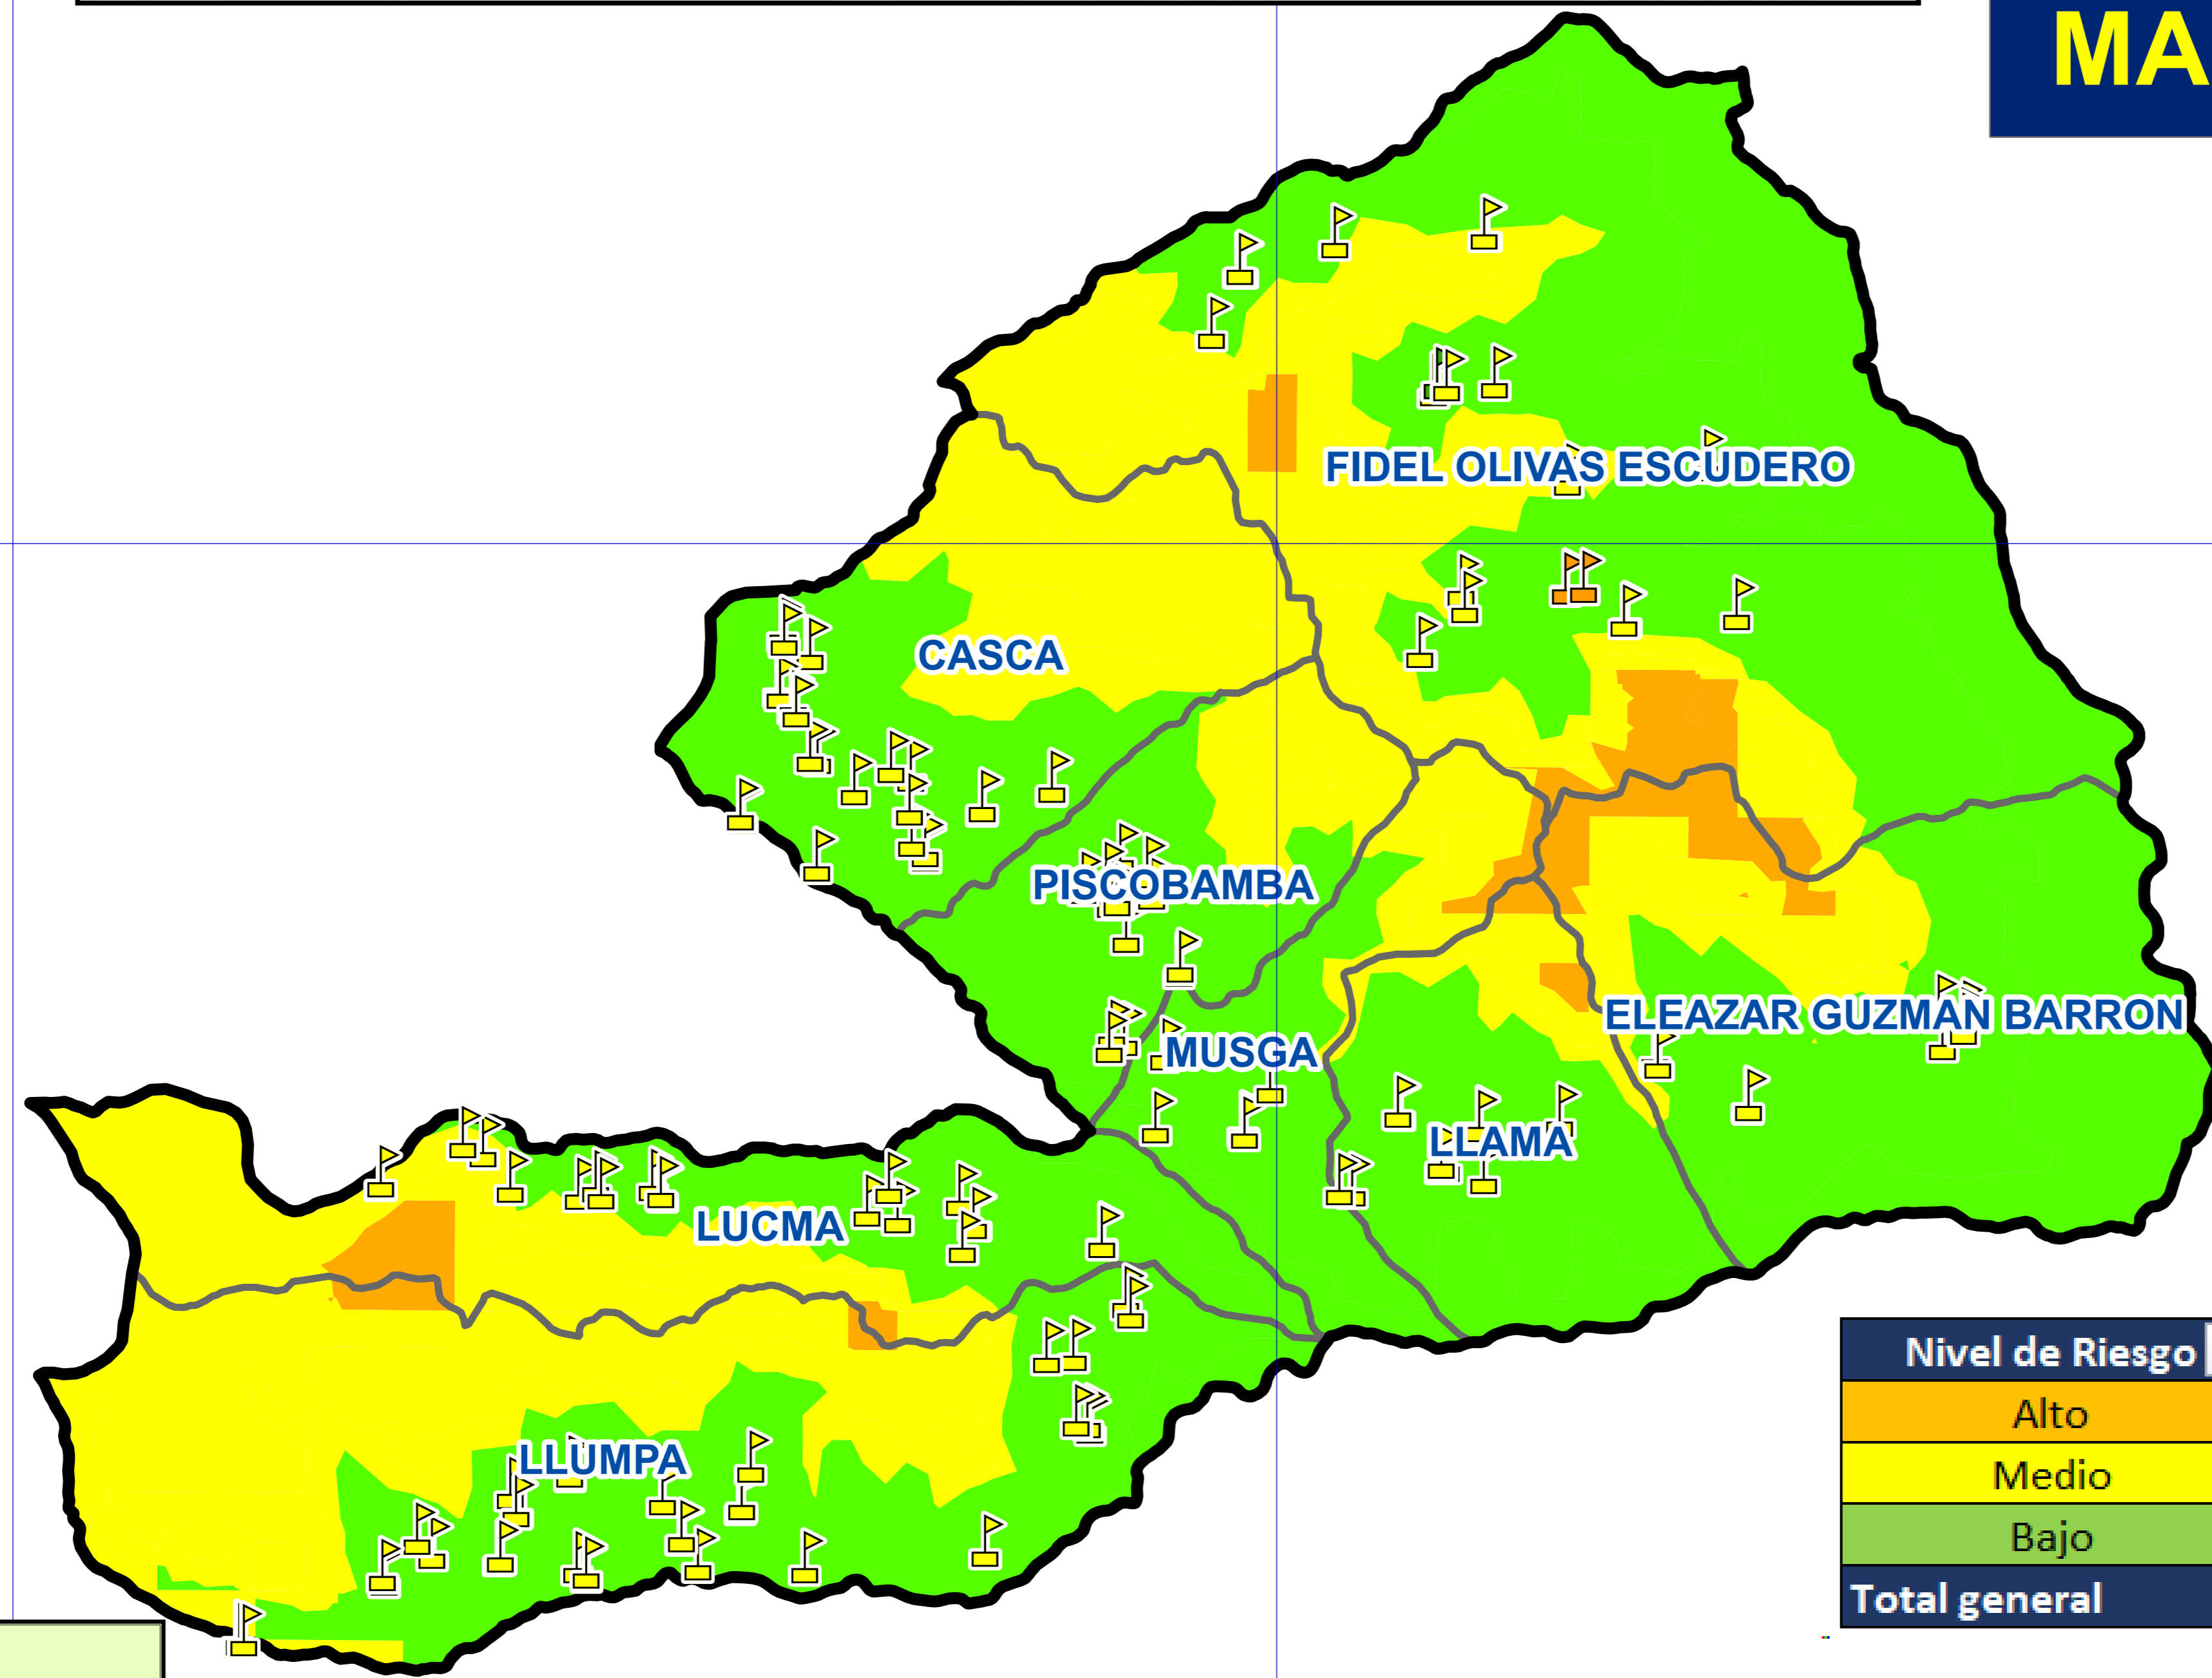 MA
FIDEL OLIVAS ESCUDERO
CASCA
PISCOBAMBA
ELEAZAR GUZMAN BARRON
MUSGA
LLAMA
LUCMA
LLUMPA
Nivel de Riesgo
Alto
Medio
Bajo
Total general